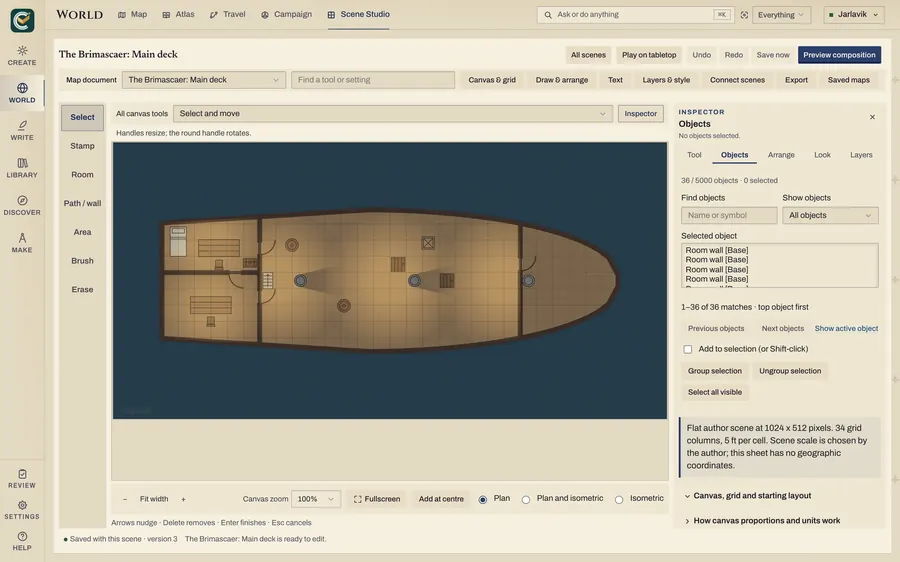 CREATE
WORLD
WRITE
LIBRARY
DISCOVER
MAKE
REVIEW
SETTINGS
HELP
WORLD
Map
Atlas
Travel
Campaign
Scene Studio
Ask or do anything
⌘K
Everything
Jarlavik
The Brimascaer: Main deck
All scenes
Play on tabletop
Undo
Redo
Save now
Preview composition
Map document
The Brimascaer: Main deck
Find a tool or setting
Canvas & grid
Draw & arrange
Text
Layers & style
Connect scenes
Export
Saved maps
Select
Stamp
Room
Path / wall
Area
Brush
Erase
All canvas tools
Select and move
Inspector
Handles resize; the round handle rotates.
− Fit width +
Canvas zoom
100%
Fullscreen
Add at centre
Plan
Plan and isometric
Isometric
Arrows nudge · Delete removes · Enter finishes · Esc cancels
Saved with this scene · version 3
The Brimascaer: Main deck is ready to edit.
INSPECTOR
Objects
No objects selected.
Tool
Objects
Arrange
Look
Layers
36 / 5000 objects · 0 selected
Find objects
Show objects
Name or symbol
All objects
Selected object
Room wall [Base]
Room wall [Base]
Room wall [Base]
Room wall [Base]
1–36 of 36 matches · top object first
Previous objects
Next objects
Show active object
Add to selection (or Shift-click)
Group selection
Ungroup selection
Select all visible
Flat author scene at 1024 x 512 pixels. 34 grid
columns, 5 ft per cell. Scene scale is chosen by
the author; this sheet has no geographic
coordinates.
Canvas, grid and starting layout
How canvas proportions and units work